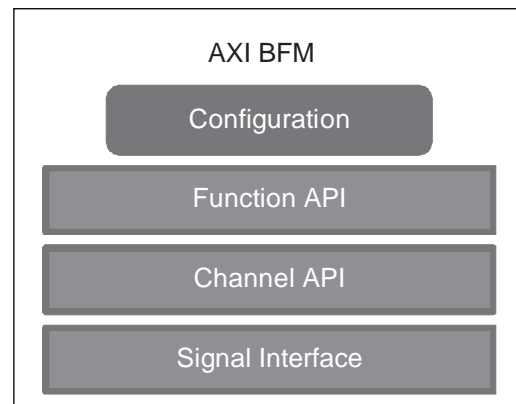 AXI BFM
Configuration
Function API
Channel API
Signal Interface